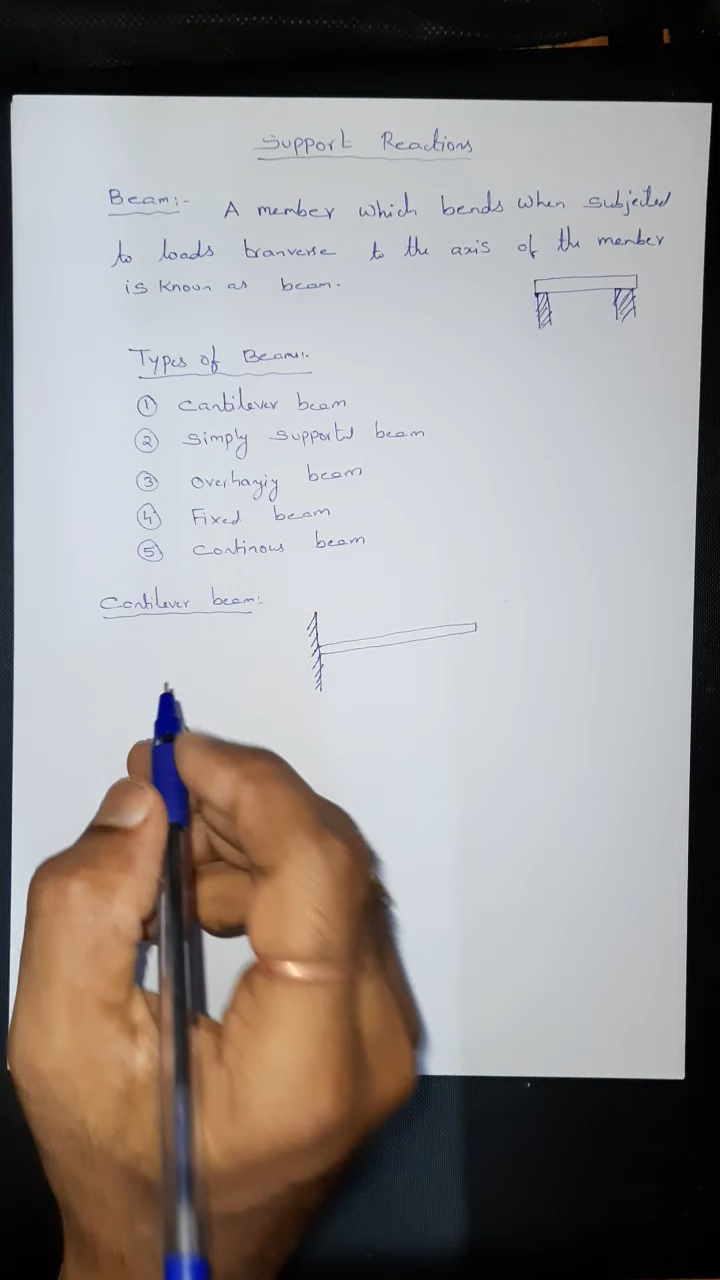 Support Reactions
Beam:- A member which bends when subjected
to loads tranverse to the axis of the member
is known as beam.
Types of Beams:-
① cantilever beam
② simply supported beam
③ overhangig beam
④ Fixed beam
⑤ continous beam
Cantilever beam: